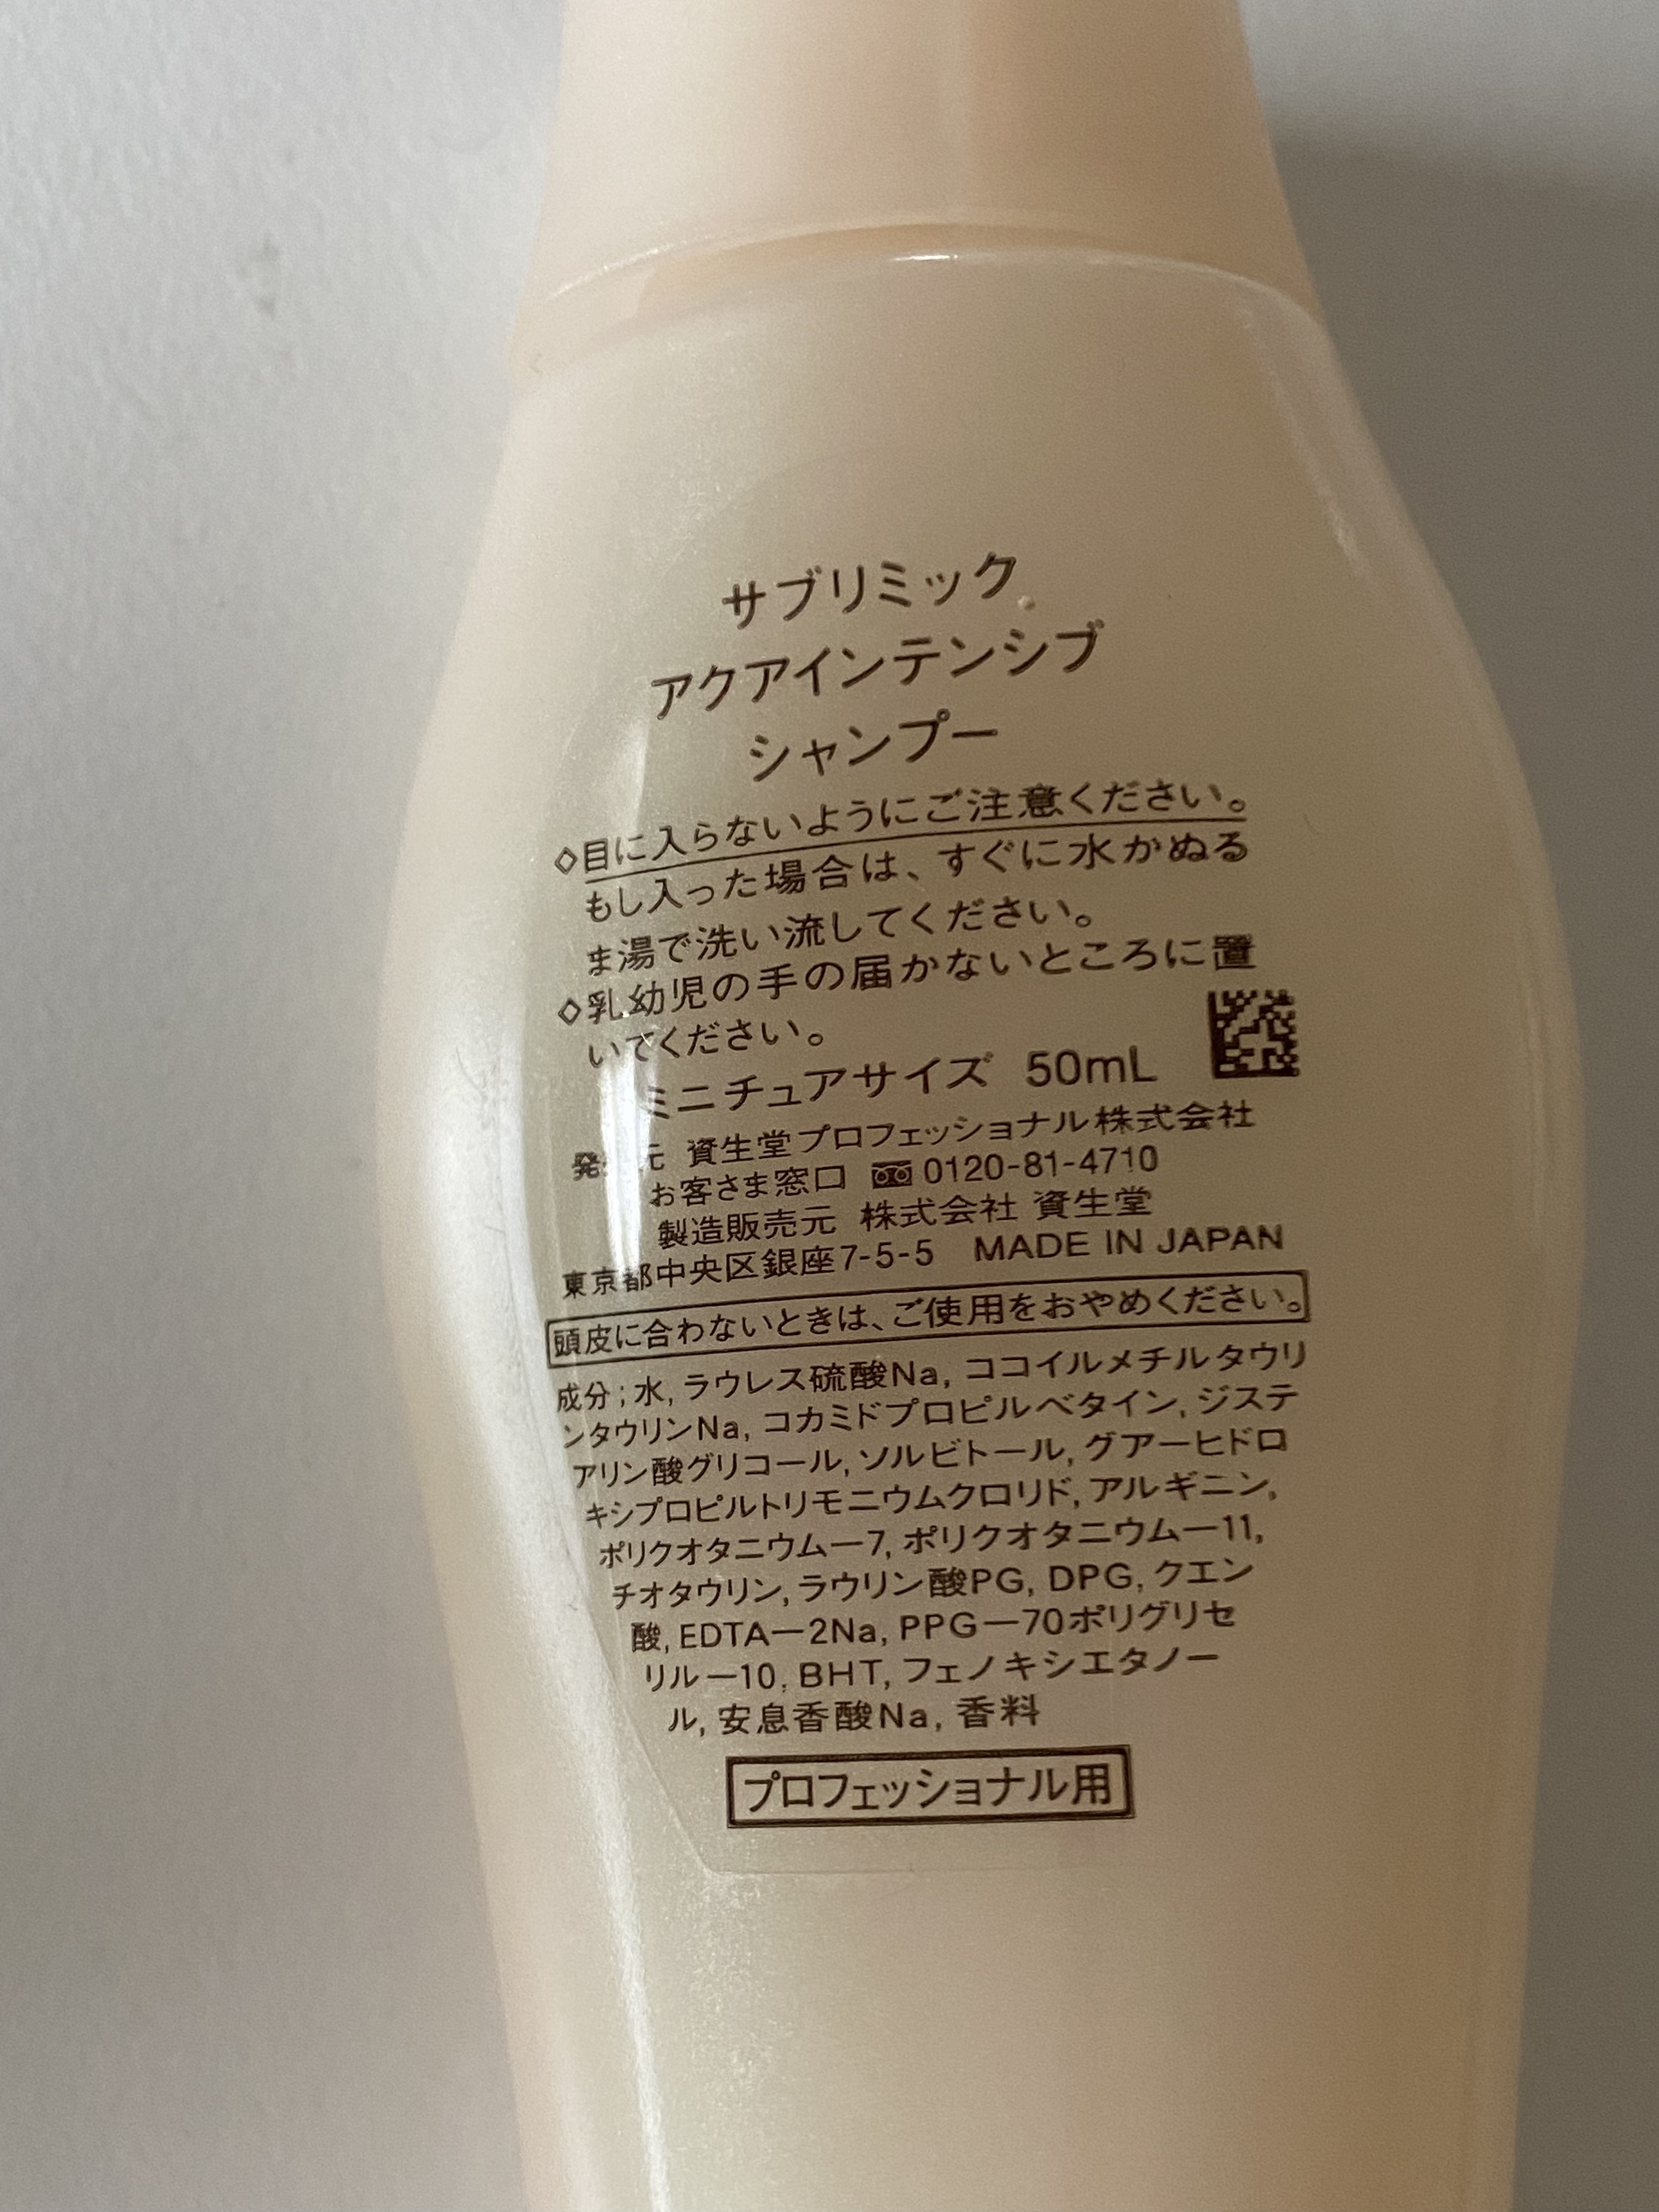 サブリミック
アクアインテンシブ
シャンプー
◇目に入らないようにご注意ください。
もし入った場合は、すぐに水かぬる
ま湯で洗い流してください。
◇乳幼児の手の届かないところに置
いてください。
ミニチュアサイズ 50mL
発 元 資生堂プロフェッショナル株式会社
お客さま窓口 0120-81-4710
製造販売元 株式会社 資生堂
東京都中央区銀座7-5-5 MADE IN JAPAN
頭皮に合わないときは、ご使用をおやめください。
成分;水, ラウレス硫酸Na, ココイルメチルタウリ
ンタウリンNa, コカミドプロピルベタイン, ジステ
アリン酸グリコール, ソルビトール, グアーヒドロ
キシプロピルトリモニウムクロリド, アルギニン,
ポリクオタニウム―7, ポリクオタニウム―11,
チオタウリン, ラウリン酸PG, DPG, クエン
酸, EDTA―2Na, PPG―70ポリグリセ
リル―10, BHT, フェノキシエタノー
ル, 安息香酸Na, 香料
プロフェッショナル用